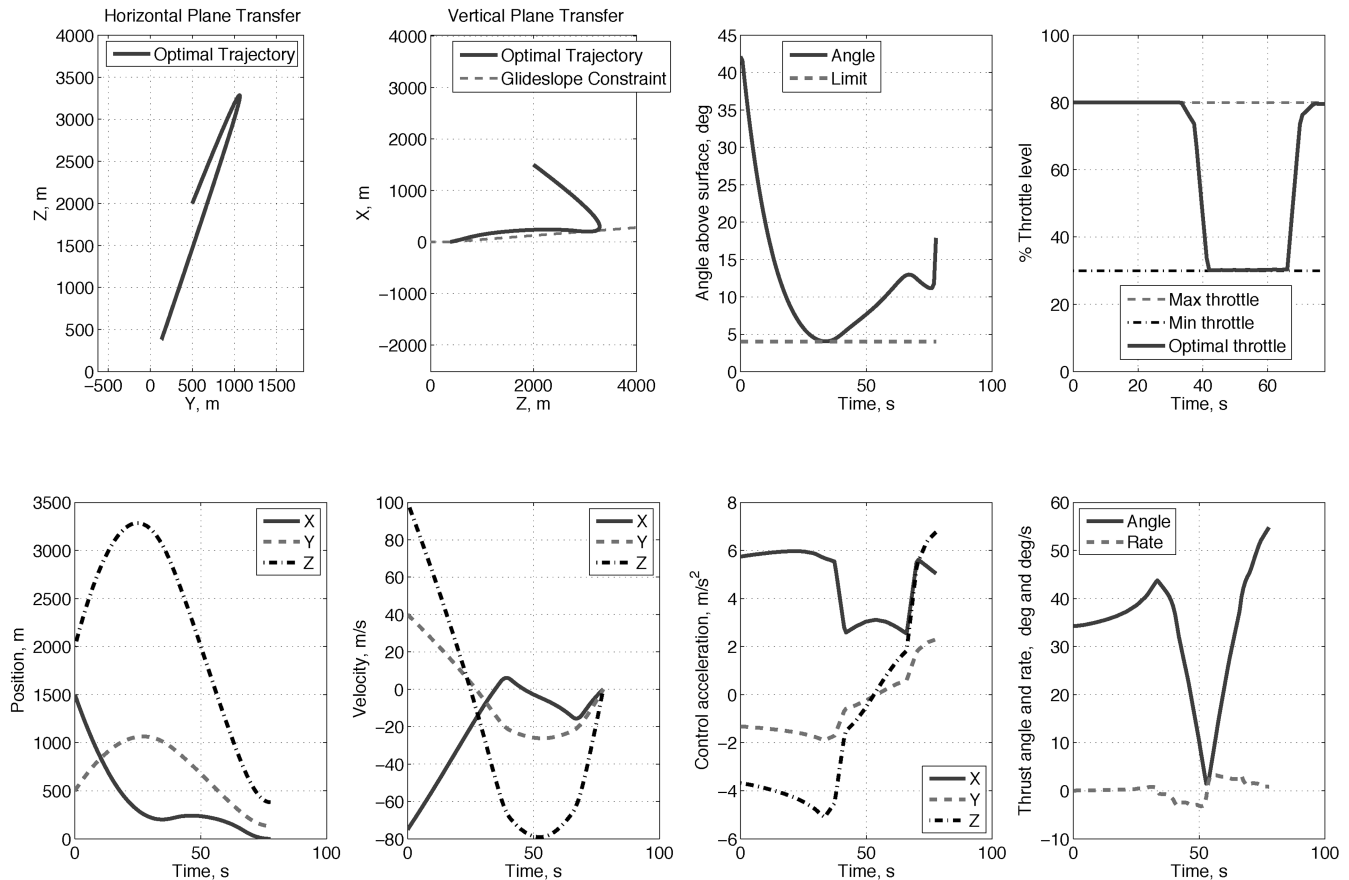 Horizontal Plane Transfer
4000
3500
3000
2500
2000
1500
1000
500
0
Z, m
Optimal Trajectory
−500 0 500 1000 1500
Y, m
Vertical Plane Transfer
4000
3000
2000
1000
0
−1000
−2000
X, m
Optimal Trajectory
Glideslope Constraint
0 2000 4000
Z, m
45
40
35
30
25
20
15
10
5
0
Angle above surface, deg
Angle
Limit
0 50 100
Time, s
100
80
60
40
20
0
% Throttle level
Max throttle
Min throttle
Optimal throttle
0 20 40 60
Time, s
3500
3000
2500
2000
1500
1000
500
0
Position, m
X
Y
Z
0 50 100
Time, s
100
80
60
40
20
0
−20
−40
−60
−80
Velocity, m/s
X
Y
Z
0 50 100
Time, s
8
6
4
2
0
−2
−4
−6
Control acceleration, m/s²
X
Y
Z
0 50 100
Time, s
60
50
40
30
20
10
0
−10
Thrust angle and rate, deg and deg/s
Angle
Rate
0 50 100
Time, s